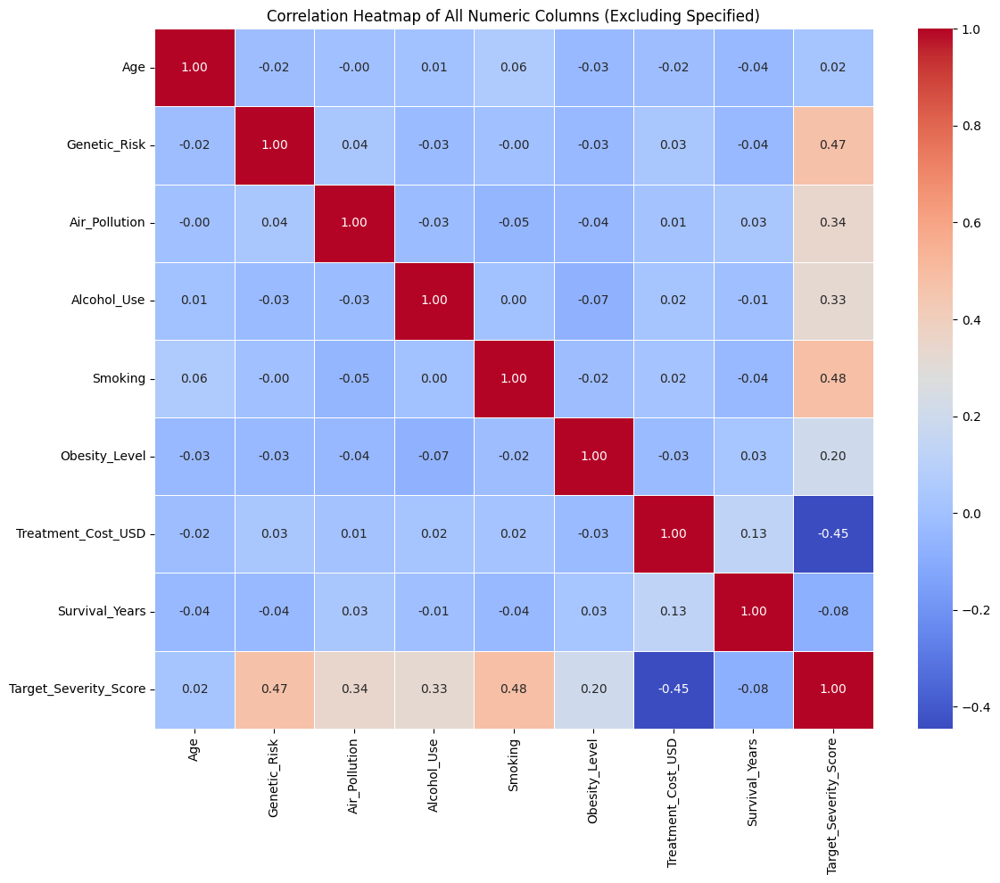 Correlation Heatmap of All Numeric Columns (Excluding Specified)
Age 1.00 -0.02 -0.00 0.01 0.06 -0.03 -0.02 -0.04 0.02
Genetic_Risk -0.02 1.00 0.04 -0.03 -0.00 -0.03 0.03 -0.04 0.47
Air_Pollution -0.00 0.04 1.00 -0.03 -0.05 -0.04 0.01 0.03 0.34
Alcohol_Use 0.01 -0.03 -0.03 1.00 0.00 -0.07 0.02 -0.01 0.33
Smoking 0.06 -0.00 -0.05 0.00 1.00 -0.02 0.02 -0.04 0.48
Obesity_Level -0.03 -0.03 -0.04 -0.07 -0.02 1.00 -0.03 0.03 0.20
Treatment_Cost_USD -0.02 0.03 0.01 0.02 0.02 -0.03 1.00 0.13 -0.45
Survival_Years -0.04 -0.04 0.03 -0.01 -0.04 0.03 0.13 1.00 -0.08
Target_Severity_Score 0.02 0.47 0.34 0.33 0.48 0.20 -0.45 -0.08 1.00
Age
Genetic_Risk
Air_Pollution
Alcohol_Use
Smoking
Obesity_Level
Treatment_Cost_USD
Survival_Years
Target_Severity_Score
1.0
0.8
0.6
0.4
0.2
0.0
−0.2
−0.4